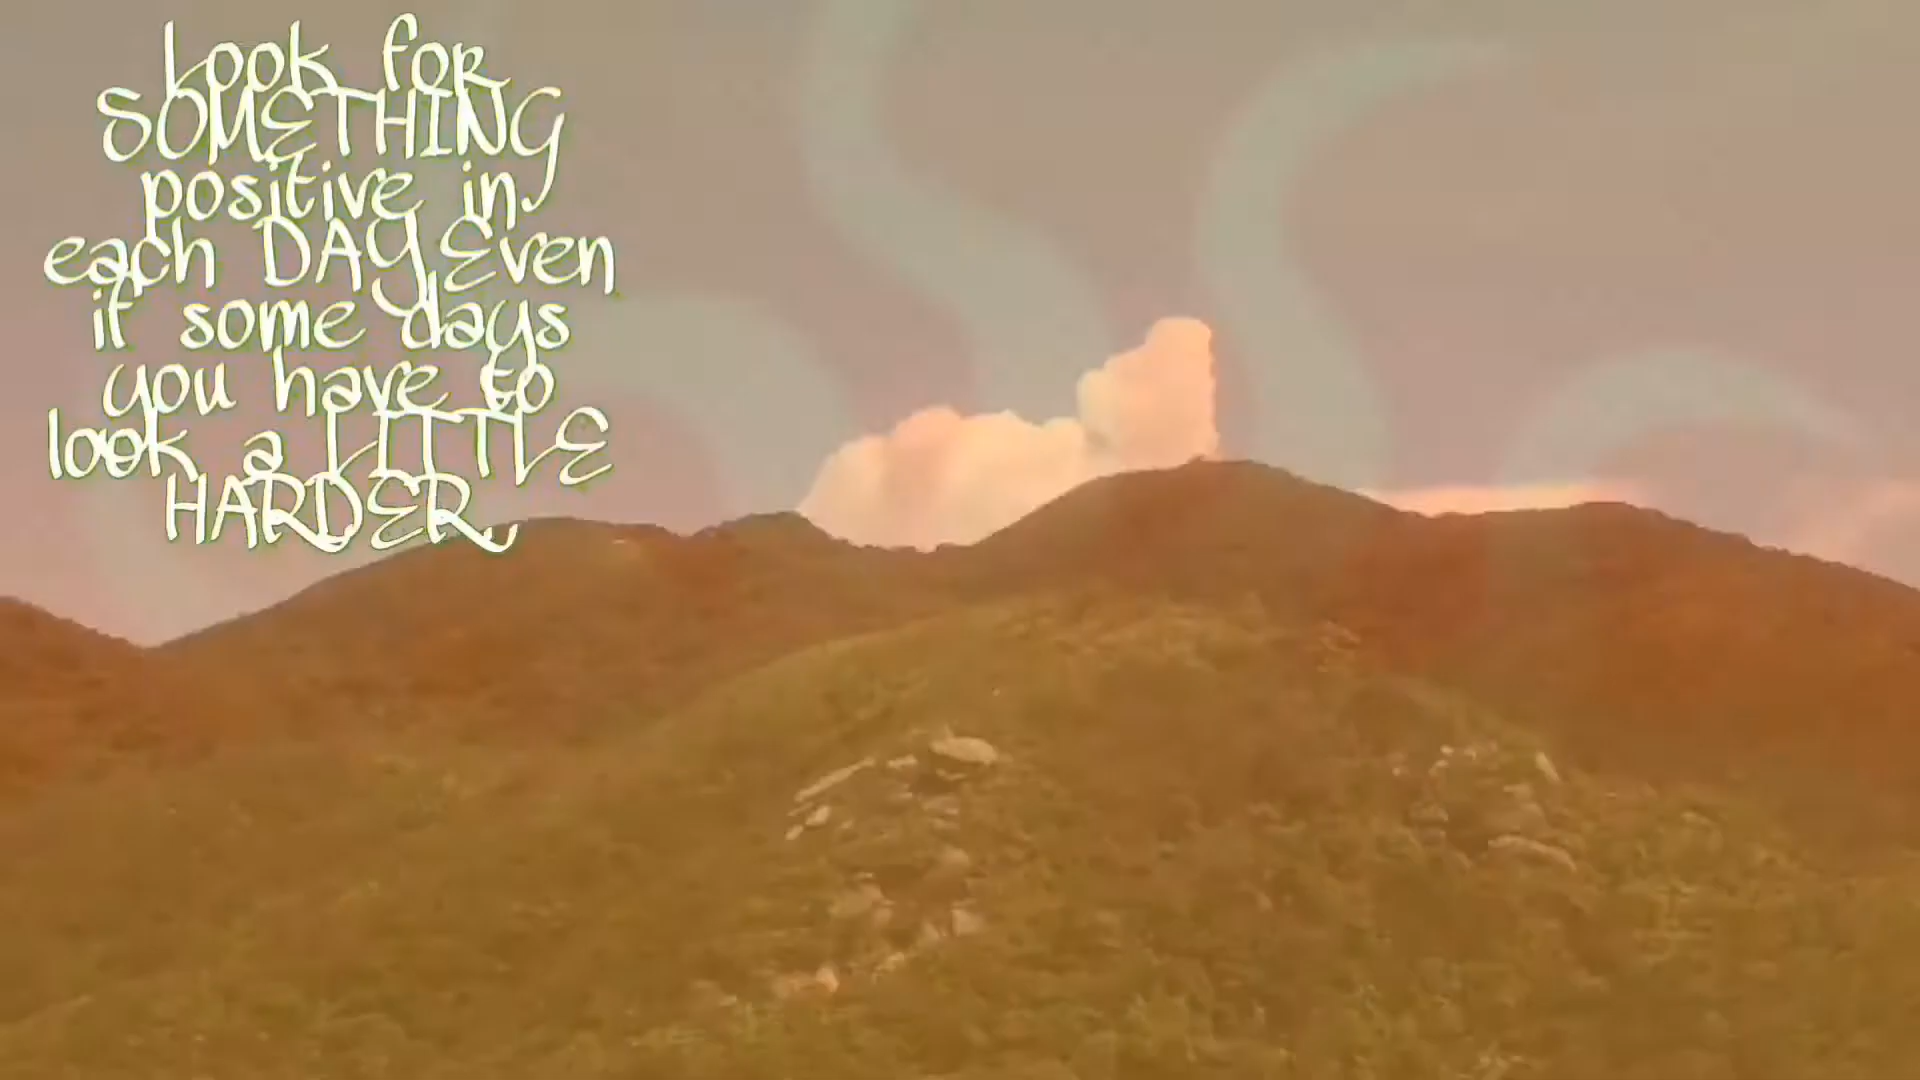 Look for
SOMETHING
positive in
each DAY Even
if some days
you have to
look a LITTLE
HARDER